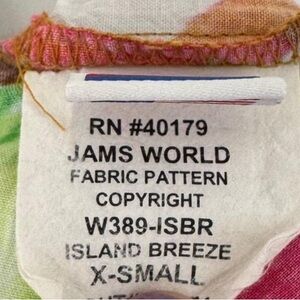 RN #40179
JAMS WORLD
FABRIC PATTERN
COPYRIGHT
W389-ISBR
ISLAND BREEZE
X-SMALL